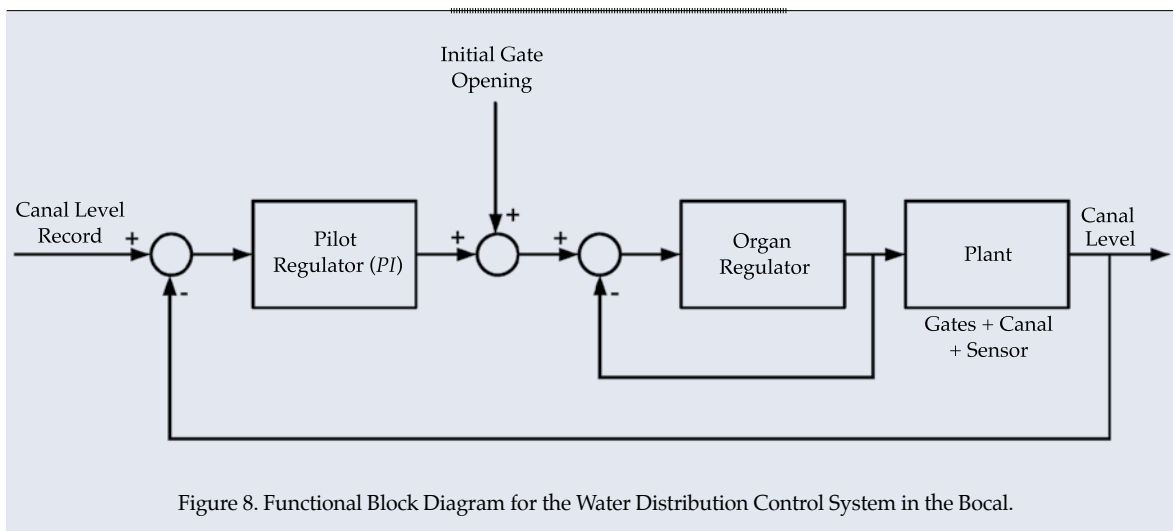 Initial Gate
Opening
+
Canal Level
Record
+
-
Pilot
Regulator (PI)
+
+
-
Organ
Regulator
Plant
Canal
Level
Gates + Canal
+ Sensor
Figure 8. Functional Block Diagram for the Water Distribution Control System in the Bocal.